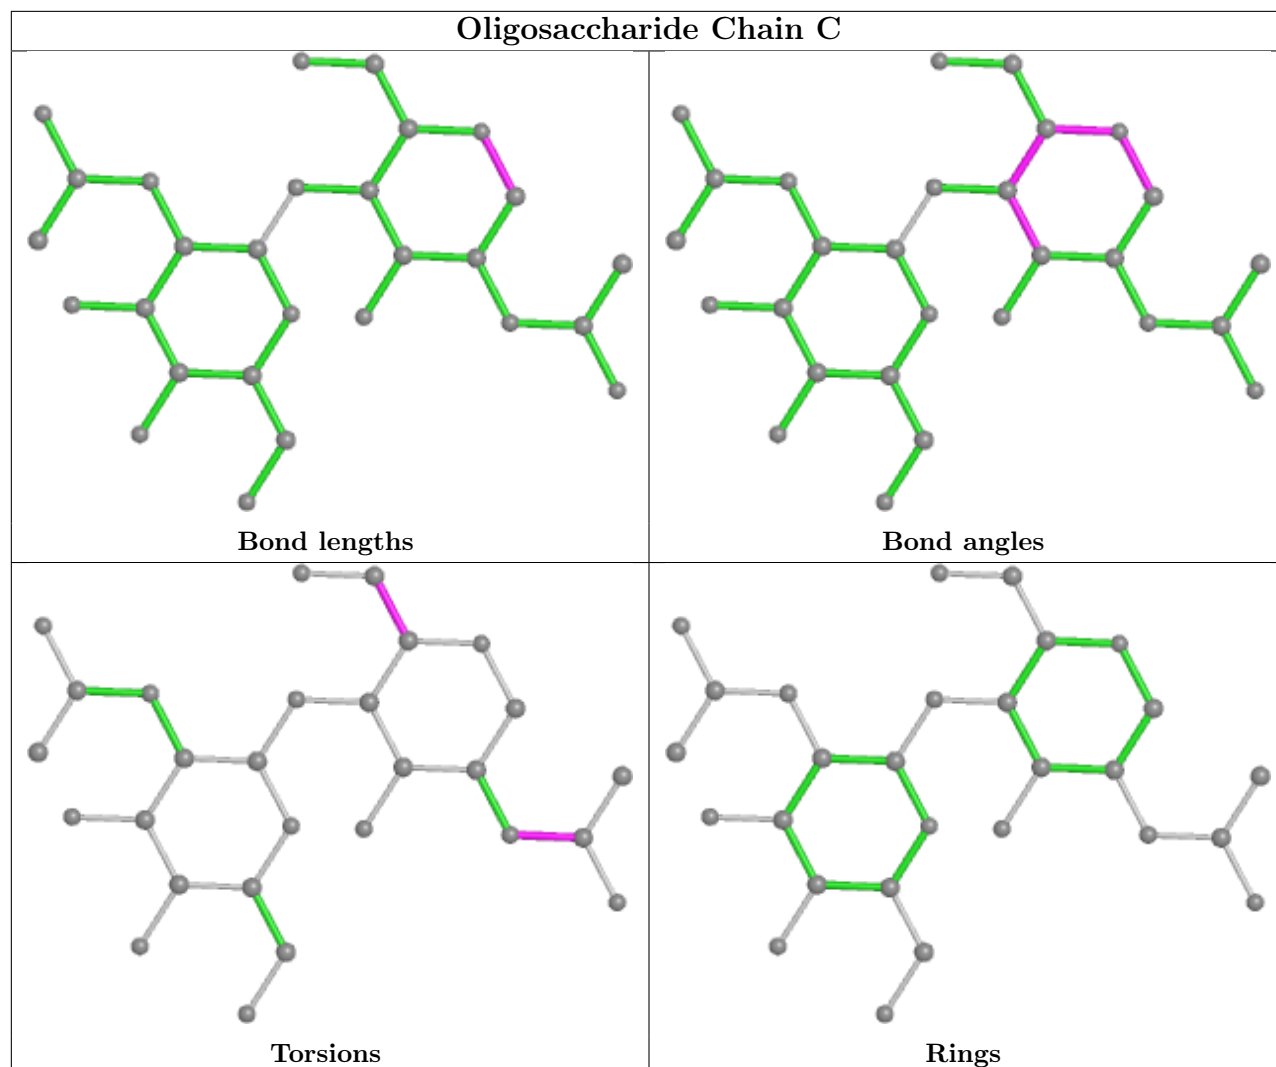 Oligosaccharide Chain C
Bond lengths
Bond angles
Torsions
Rings